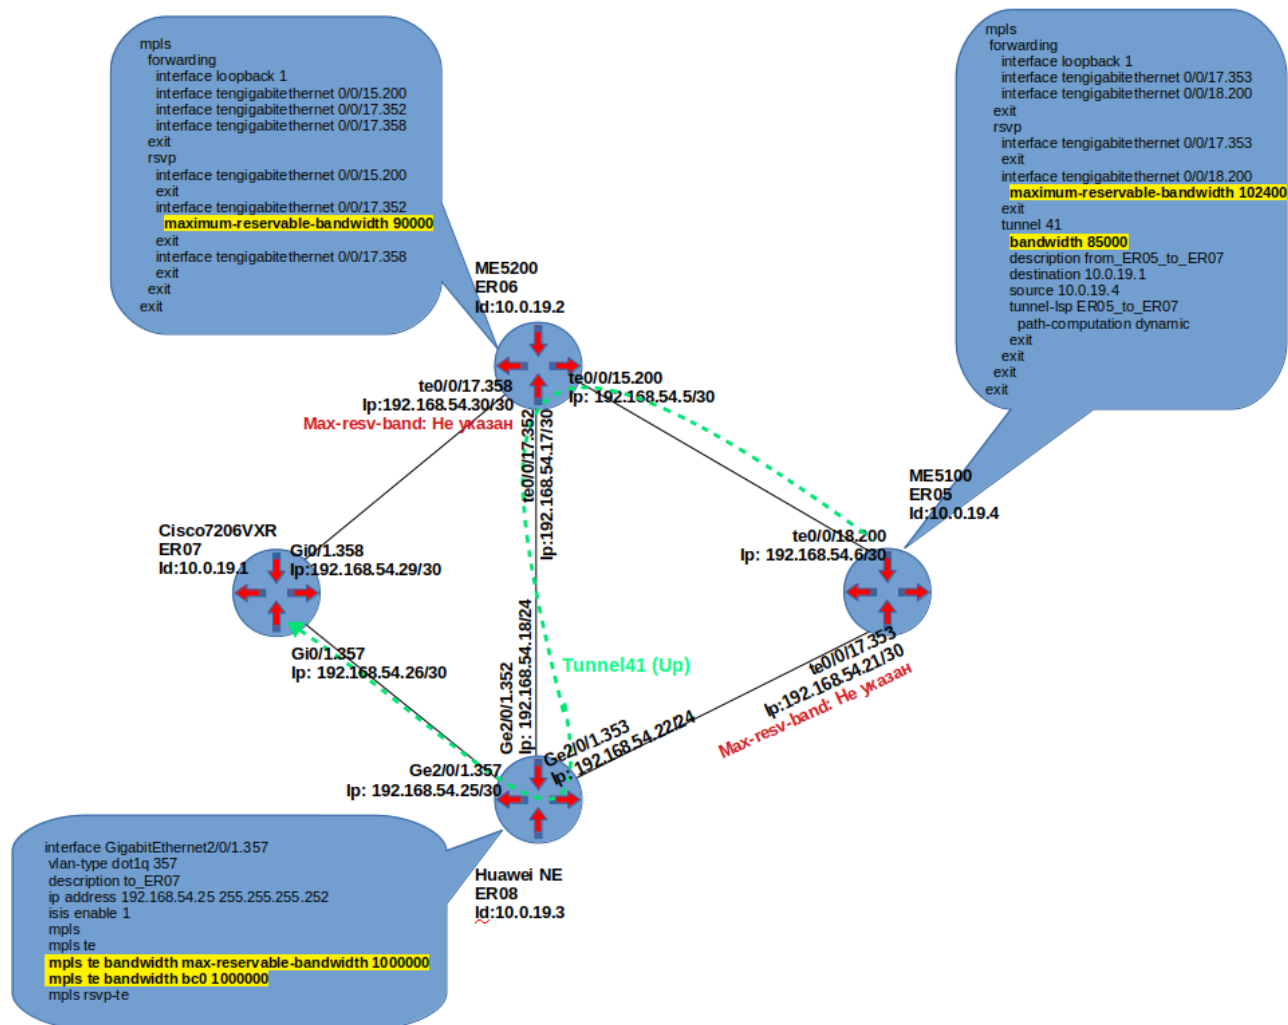 mpls
forwarding
interface loopback 1
interface tengigabitethernet 0/0/15.200
interface tengigabitethernet 0/0/17.352
interface tengigabitethernet 0/0/17.358
exit
rsvp
interface tengigabitethernet 0/0/15.200
exit
interface tengigabitethernet 0/0/17.352
maximum-reservable-bandwidth 90000
exit
interface tengigabitethernet 0/0/17.358
exit
exit
exit
mpls
forwarding
interface loopback 1
interface tengigabitethernet 0/0/17.353
interface tengigabitethernet 0/0/18.200
exit
rsvp
interface tengigabitethernet 0/0/17.353
exit
interface tengigabitethernet 0/0/18.200
maximum-reservable-bandwidth 102400
exit
tunnel 41
bandwidth 85000
description from_ER05_to_ER07
destination 10.0.19.1
source 10.0.19.4
tunnel-lsp ER05_to_ER07
path-computation dynamic
exit
exit
exit
exit
ME5200
ER06
Id:10.0.19.2
te0/0/17.358
Ip:192.168.54.30/30
Max-resv-band: Не указан
te0/0/15.200
Ip: 192.168.54.5/30
te0/0/17.352
Ip:192.168.54.17/30
ME5100
ER05
Id:10.0.19.4
te0/0/18.200
Ip: 192.168.54.6/30
Cisco7206VXR
ER07
Id:10.0.19.1
Gi0/1.358
Ip:192.168.54.29/30
Gi0/1.357
Ip: 192.168.54.26/30
Ge2/0/1.352
Ip: 192.168.54.18/24
Tunnel41 (Up)
te0/0/17.353
Ip:192.168.54.21/30
Max-resv-band: Не указан
Ge2/0/1.353
Ip: 192.168.54.22/24
Ge2/0/1.357
Ip: 192.168.54.25/30
Huawei NE
ER08
Id:10.0.19.3
interface GigabitEthernet2/0/1.357
vlan-type dot1q 357
description to_ER07
ip address 192.168.54.25 255.255.255.252
isis enable 1
mpls
mpls te
mpls te bandwidth max-reservable-bandwidth 1000000
mpls te bandwidth bc0 1000000
mpls rsvp-te